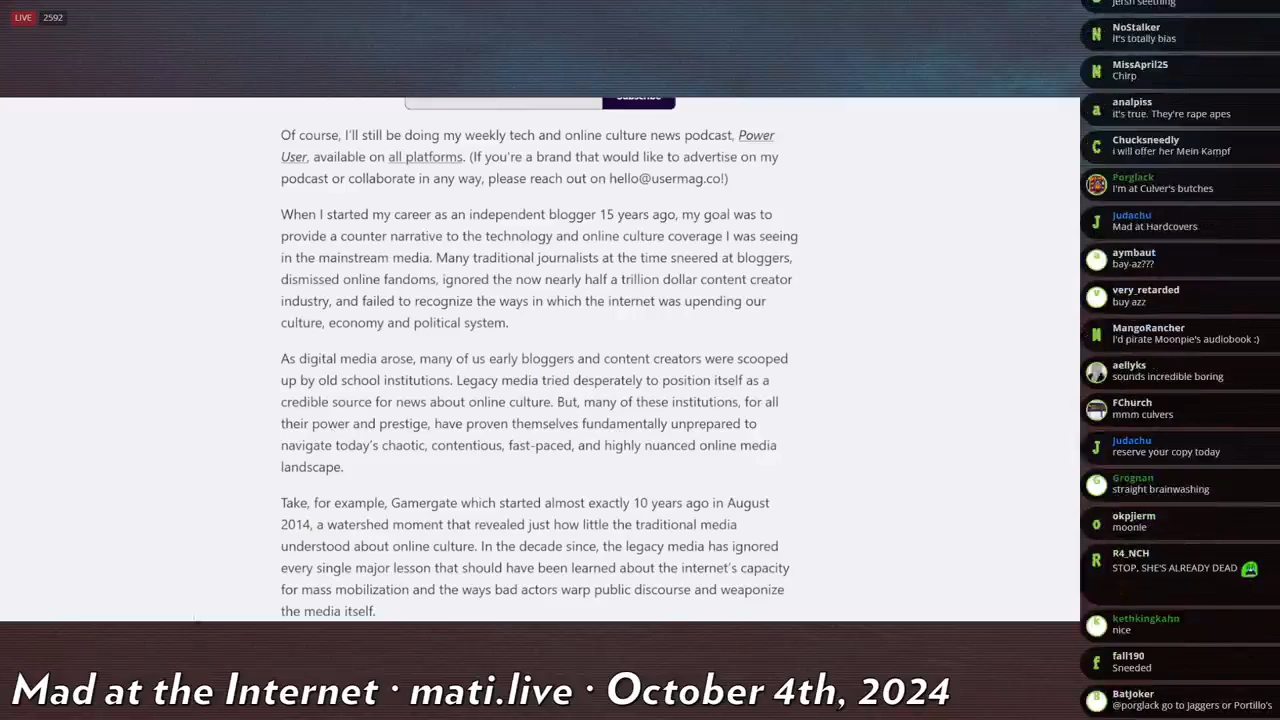 LIVE 2592
Subscribe
Of course, I'll still be doing my weekly tech and online culture news podcast, Power
User, available on all platforms. (If you're a brand that would like to advertise on my
podcast or collaborate in any way, please reach out on hello@usermag.co!)
When I started my career as an independent blogger 15 years ago, my goal was to
provide a counter narrative to the technology and online culture coverage I was seeing
in the mainstream media. Many traditional journalists at the time sneered at bloggers,
dismissed online fandoms, ignored the now nearly half a trillion dollar content creator
industry, and failed to recognize the ways in which the internet was upending our
culture, economy and political system.
As digital media arose, many of us early bloggers and content creators were scooped
up by old school institutions. Legacy media tried desperately to position itself as a
credible source for news about online culture. But, many of these institutions, for all
their power and prestige, have proven themselves fundamentally unprepared to
navigate today's chaotic, contentious, fast-paced, and highly nuanced online media
landscape.
Take, for example, Gamergate which started almost exactly 10 years ago in August
2014, a watershed moment that revealed just how little the traditional media
understood about online culture. In the decade since, the legacy media has ignored
every single major lesson that should have been learned about the internet's capacity
for mass mobilization and the ways bad actors warp public discourse and weaponize
the media itself.
Jersh seething
N
NoStalker
it's totally bias
N
MissApril25
Chirp
a
analpiss
it's true. They're rape apes
C
Chucksneedly
i will offer her Mein Kampf
Porglack
I'm at Culver's butches
J
Judachu
Mad at Hardcovers
a
aymbaut
bay-az???
v
very_retarded
buy azz
M
MangoRancher
I'd pirate Moonpie's audiobook :)
aellyks
sounds incredible boring
FChurch
mmm culvers
J
Judachu
reserve your copy today
G
Grognan
straight brainwashing
o
okpjierm
moonle
R
R4_NCH
STOP, SHE'S ALREADY DEAD
k
kethkingkahn
nice
f
fall190
Sneeded
B
BatJoker
@porglack go to Jaggers or Portillo's
Mad at the Internet · mati.live · October 4th, 2024